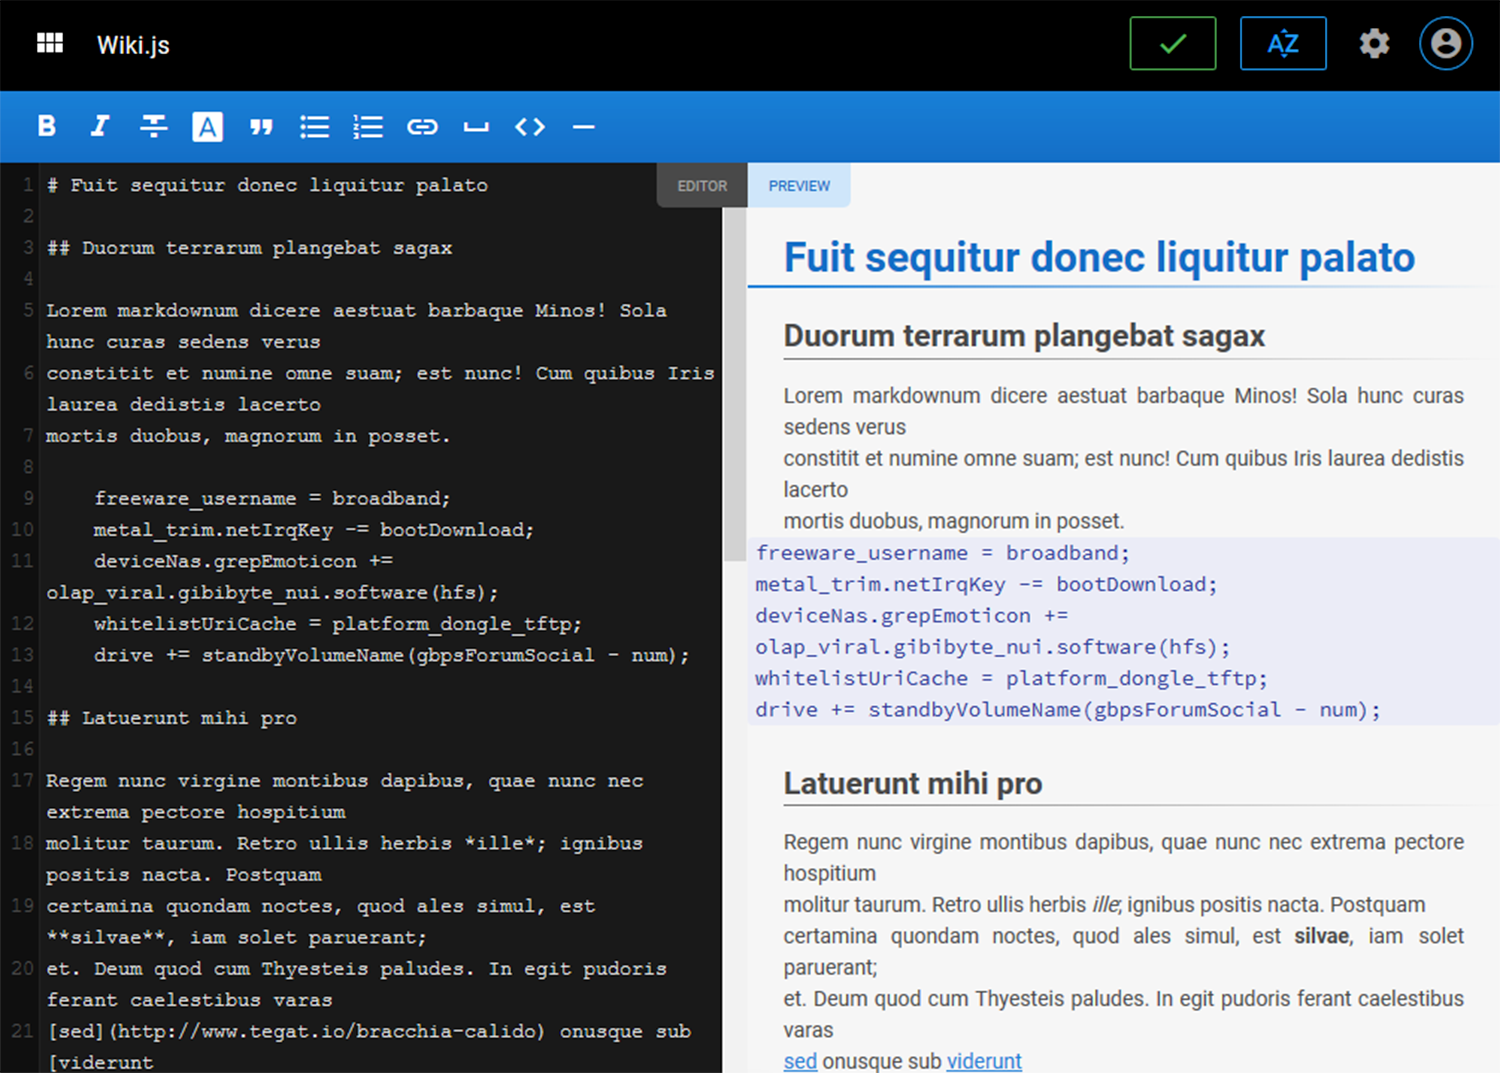 Wiki.js
AZ
B I T A
EDITOR
PREVIEW
1 # Fuit sequitur donec liquitur palato
2
3 ## Duorum terrarum plangebat sagax
4
5 Lorem markdownum dicere aestuat barbaque Minos! Sola
hunc curas sedens verus
6 constitit et numine omne suam; est nunc! Cum quibus Iris
laurea dedistis lacerto
7 mortis duobus, magnorum in posset.
8
9     freeware_username = broadband;
10     metal_trim.netIrqKey -= bootDownload;
11     deviceNas.grepEmoticon +=
olap_viral.gibibyte_nui.software(hfs);
12     whitelistUriCache = platform_dongle_tftp;
13     drive += standbyVolumeName(gbpsForumSocial - num);
14
15 ## Latuerunt mihi pro
16
17 Regem nunc virgine montibus dapibus, quae nunc nec
extrema pectore hospitium
18 molitur taurum. Retro ullis herbis *ille*; ignibus
positis nacta. Postquam
19 certamina quondam noctes, quod ales simul, est
**silvae**, iam solet paruerant;
20 et. Deum quod cum Thyesteis paludes. In egit pudoris
ferant caelestibus varas
21 [sed](http://www.tegat.io/bracchia-calido) onusque sub
[viderunt
Fuit sequitur donec liquitur palato
Duorum terrarum plangebat sagax
Lorem markdownum dicere aestuat barbaque Minos! Sola hunc curas
sedens verus
constitit et numine omne suam; est nunc! Cum quibus Iris laurea dedistis
lacerto
mortis duobus, magnorum in posset.
freeware_username = broadband;
metal_trim.netIrqKey -= bootDownload;
deviceNas.grepEmoticon +=
olap_viral.gibibyte_nui.software(hfs);
whitelistUriCache = platform_dongle_tftp;
drive += standbyVolumeName(gbpsForumSocial - num);
Latuerunt mihi pro
Regem nunc virgine montibus dapibus, quae nunc nec extrema pectore
hospitium
molitur taurum. Retro ullis herbis ille; ignibus positis nacta. Postquam
certamina quondam noctes, quod ales simul, est silvae, iam solet
paruerant;
et. Deum quod cum Thyesteis paludes. In egit pudoris ferant caelestibus
varas
sed onusque sub viderunt